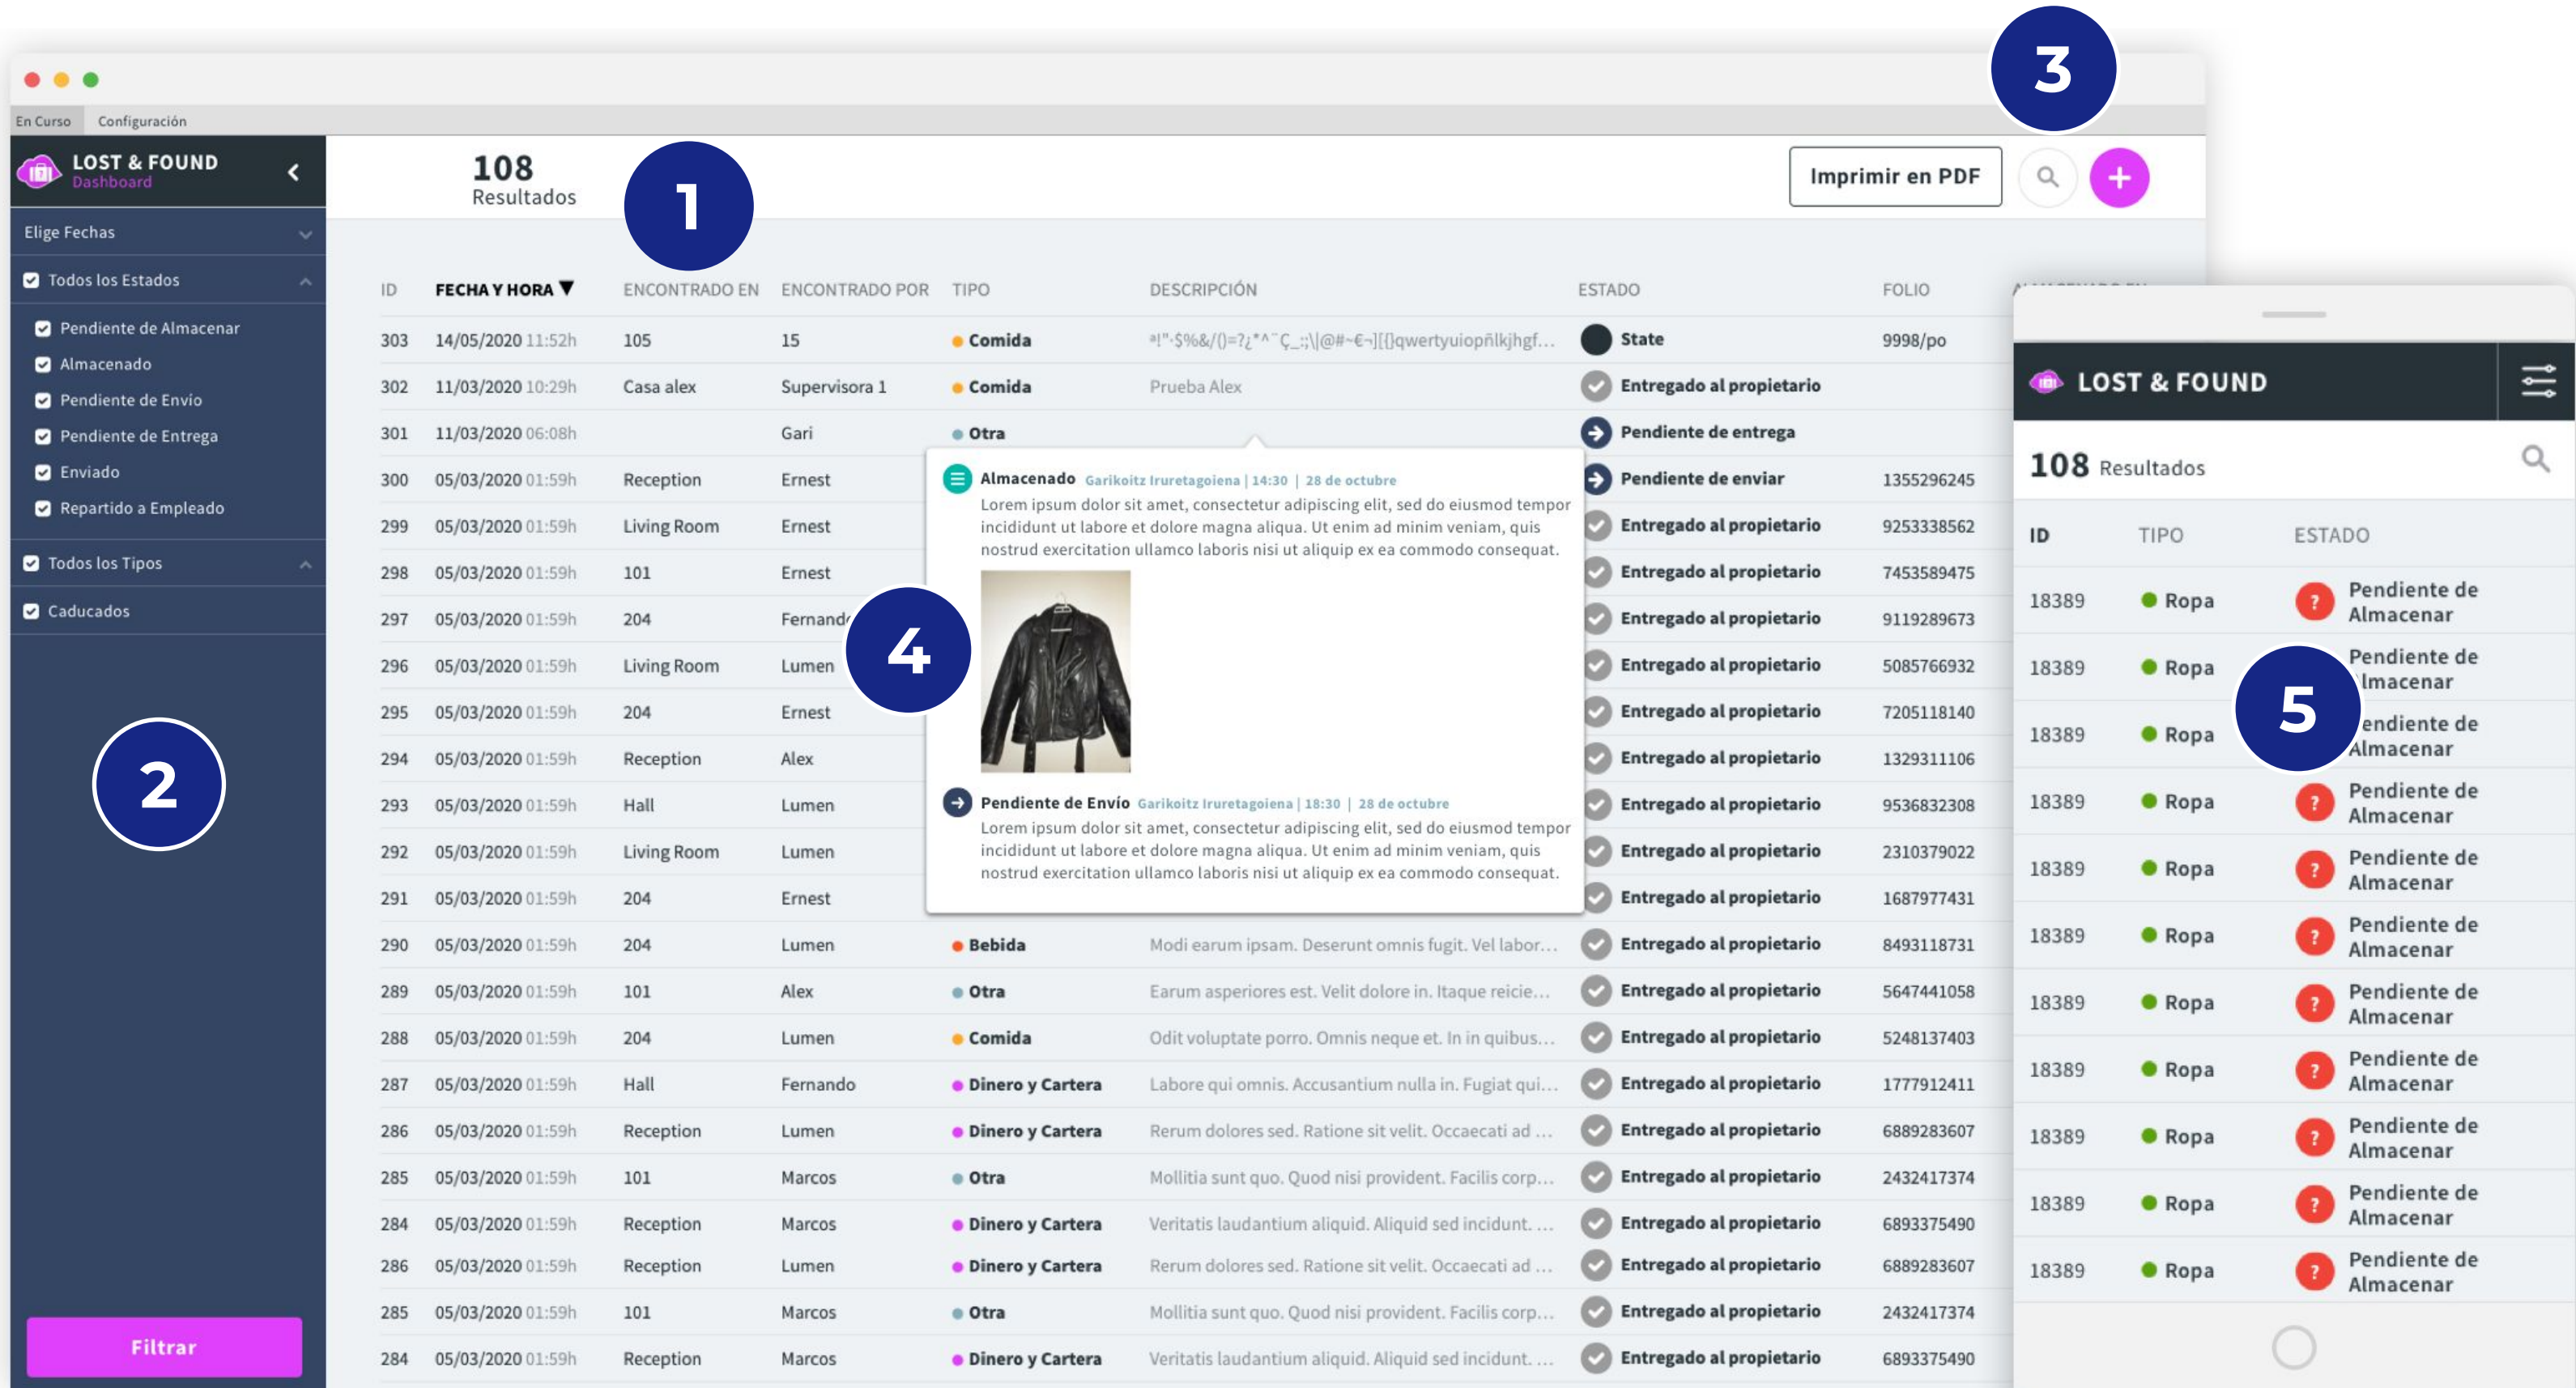 3
En Curso Configuración
LOST & FOUND
Dashboard
108
Resultados
1
Imprimir en PDF
+
Elige Fechas
Todos los Estados
Pendiente de Almacenar
Almacenado
Pendiente de Envío
Pendiente de Entrega
Enviado
Repartido a Empleado
Todos los Tipos
Caducados
2
Filtrar
ID FECHA Y HORA ▼ ENCONTRADO EN ENCONTRADO POR TIPO DESCRIPCIÓN ESTADO FOLIO
303 14/05/2020 11:52h 105 15 Comida ª!"·$%&/()=?¿*^¨Ç_:;\|@#~€¬][{}qwertyuiopñlkjhgf... State 9998/po
302 11/03/2020 10:29h Casa alex Supervisora 1 Comida Prueba Alex Entregado al propietario
301 11/03/2020 06:08h Gari Otra Pendiente de entrega
300 05/03/2020 01:59h Reception Ernest Pendiente de enviar 1355296245
299 05/03/2020 01:59h Living Room Ernest Entregado al propietario 9253338562
298 05/03/2020 01:59h 101 Ernest Entregado al propietario 7453589475
297 05/03/2020 01:59h 204 Fernando Entregado al propietario 9119289673
296 05/03/2020 01:59h Living Room Lumen Entregado al propietario 5085766932
295 05/03/2020 01:59h 204 Ernest Entregado al propietario 7205118140
294 05/03/2020 01:59h Reception Alex Entregado al propietario 1329311106
293 05/03/2020 01:59h Hall Lumen Entregado al propietario 9536832308
292 05/03/2020 01:59h Living Room Lumen Entregado al propietario 2310379022
291 05/03/2020 01:59h 204 Ernest Entregado al propietario 1687977431
290 05/03/2020 01:59h 204 Lumen Bebida Modi earum ipsam. Deserunt omnis fugit. Vel labor... Entregado al propietario 8493118731
289 05/03/2020 01:59h 101 Alex Otra Earum asperiores est. Velit dolore in. Itaque reicie... Entregado al propietario 5647441058
288 05/03/2020 01:59h 204 Lumen Comida Odit voluptate porro. Omnis neque et. In in quibus... Entregado al propietario 5248137403
287 05/03/2020 01:59h Hall Fernando Dinero y Cartera Labore qui omnis. Accusantium nulla in. Fugiat qui... Entregado al propietario 1777912411
286 05/03/2020 01:59h Reception Lumen Dinero y Cartera Rerum dolores sed. Ratione sit velit. Occaecati ad ... Entregado al propietario 6889283607
285 05/03/2020 01:59h 101 Marcos Otra Mollitia sunt quo. Quod nisi provident. Facilis corp... Entregado al propietario 2432417374
284 05/03/2020 01:59h Reception Marcos Dinero y Cartera Veritatis laudantium aliquid. Aliquid sed incidunt. ... Entregado al propietario 6893375490
286 05/03/2020 01:59h Reception Lumen Dinero y Cartera Rerum dolores sed. Ratione sit velit. Occaecati ad ... Entregado al propietario 6889283607
285 05/03/2020 01:59h 101 Marcos Otra Mollitia sunt quo. Quod nisi provident. Facilis corp... Entregado al propietario 2432417374
284 05/03/2020 01:59h Reception Marcos Dinero y Cartera Veritatis laudantium aliquid. Aliquid sed incidunt. ... Entregado al propietario 6893375490
Almacenado Garikoitz Iruretagoiena | 14:30 | 28 de octubre
Lorem ipsum dolor sit amet, consectetur adipiscing elit, sed do eiusmod tempor
incididunt ut labore et dolore magna aliqua. Ut enim ad minim veniam, quis
nostrud exercitation ullamco laboris nisi ut aliquip ex ea commodo consequat.
4
Pendiente de Envío Garikoitz Iruretagoiena | 18:30 | 28 de octubre
Lorem ipsum dolor sit amet, consectetur adipiscing elit, sed do eiusmod tempor
incididunt ut labore et dolore magna aliqua. Ut enim ad minim veniam, quis
nostrud exercitation ullamco laboris nisi ut aliquip ex ea commodo consequat.
LOST & FOUND
108 Resultados
ID TIPO ESTADO
18389 Ropa ? Pendiente de
Almacenar
18389 Ropa Pendiente de
lmacenar
5
18389 Ropa endiente de
Almacenar
18389 Ropa ? Pendiente de
Almacenar
18389 Ropa ? Pendiente de
Almacenar
18389 Ropa ? Pendiente de
Almacenar
18389 Ropa ? Pendiente de
Almacenar
18389 Ropa ? Pendiente de
Almacenar
18389 Ropa ? Pendiente de
Almacenar
18389 Ropa ? Pendiente de
Almacenar
18389 Ropa ? Pendiente de
Almacenar